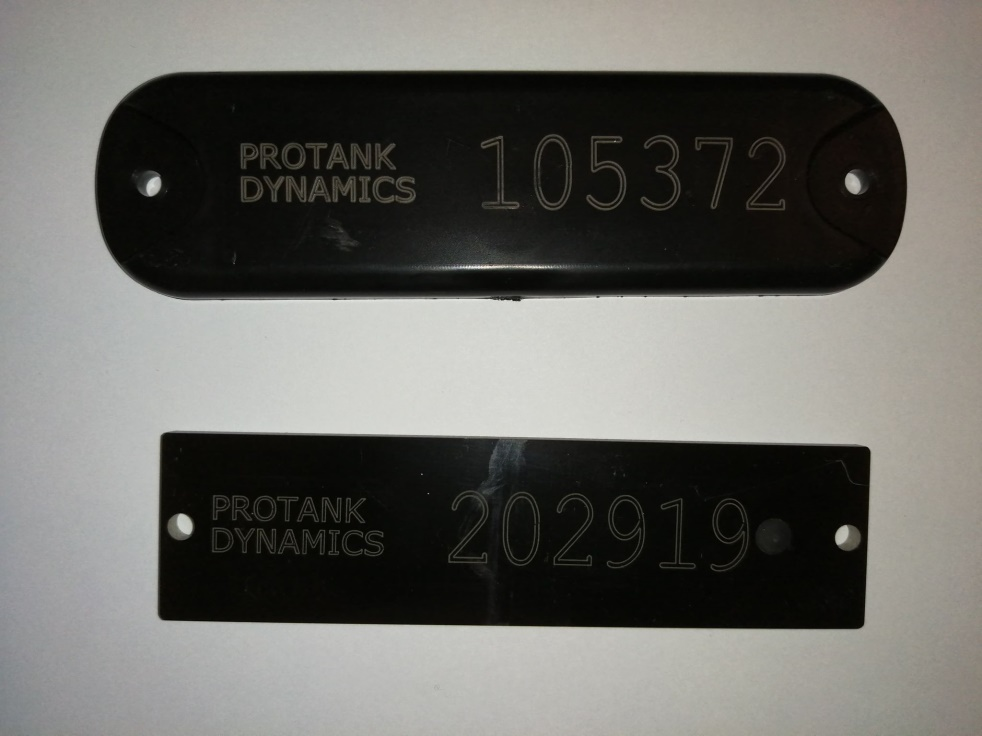 PROTANK
DYNAMICS
105372
PROTANK
DYNAMICS
202919